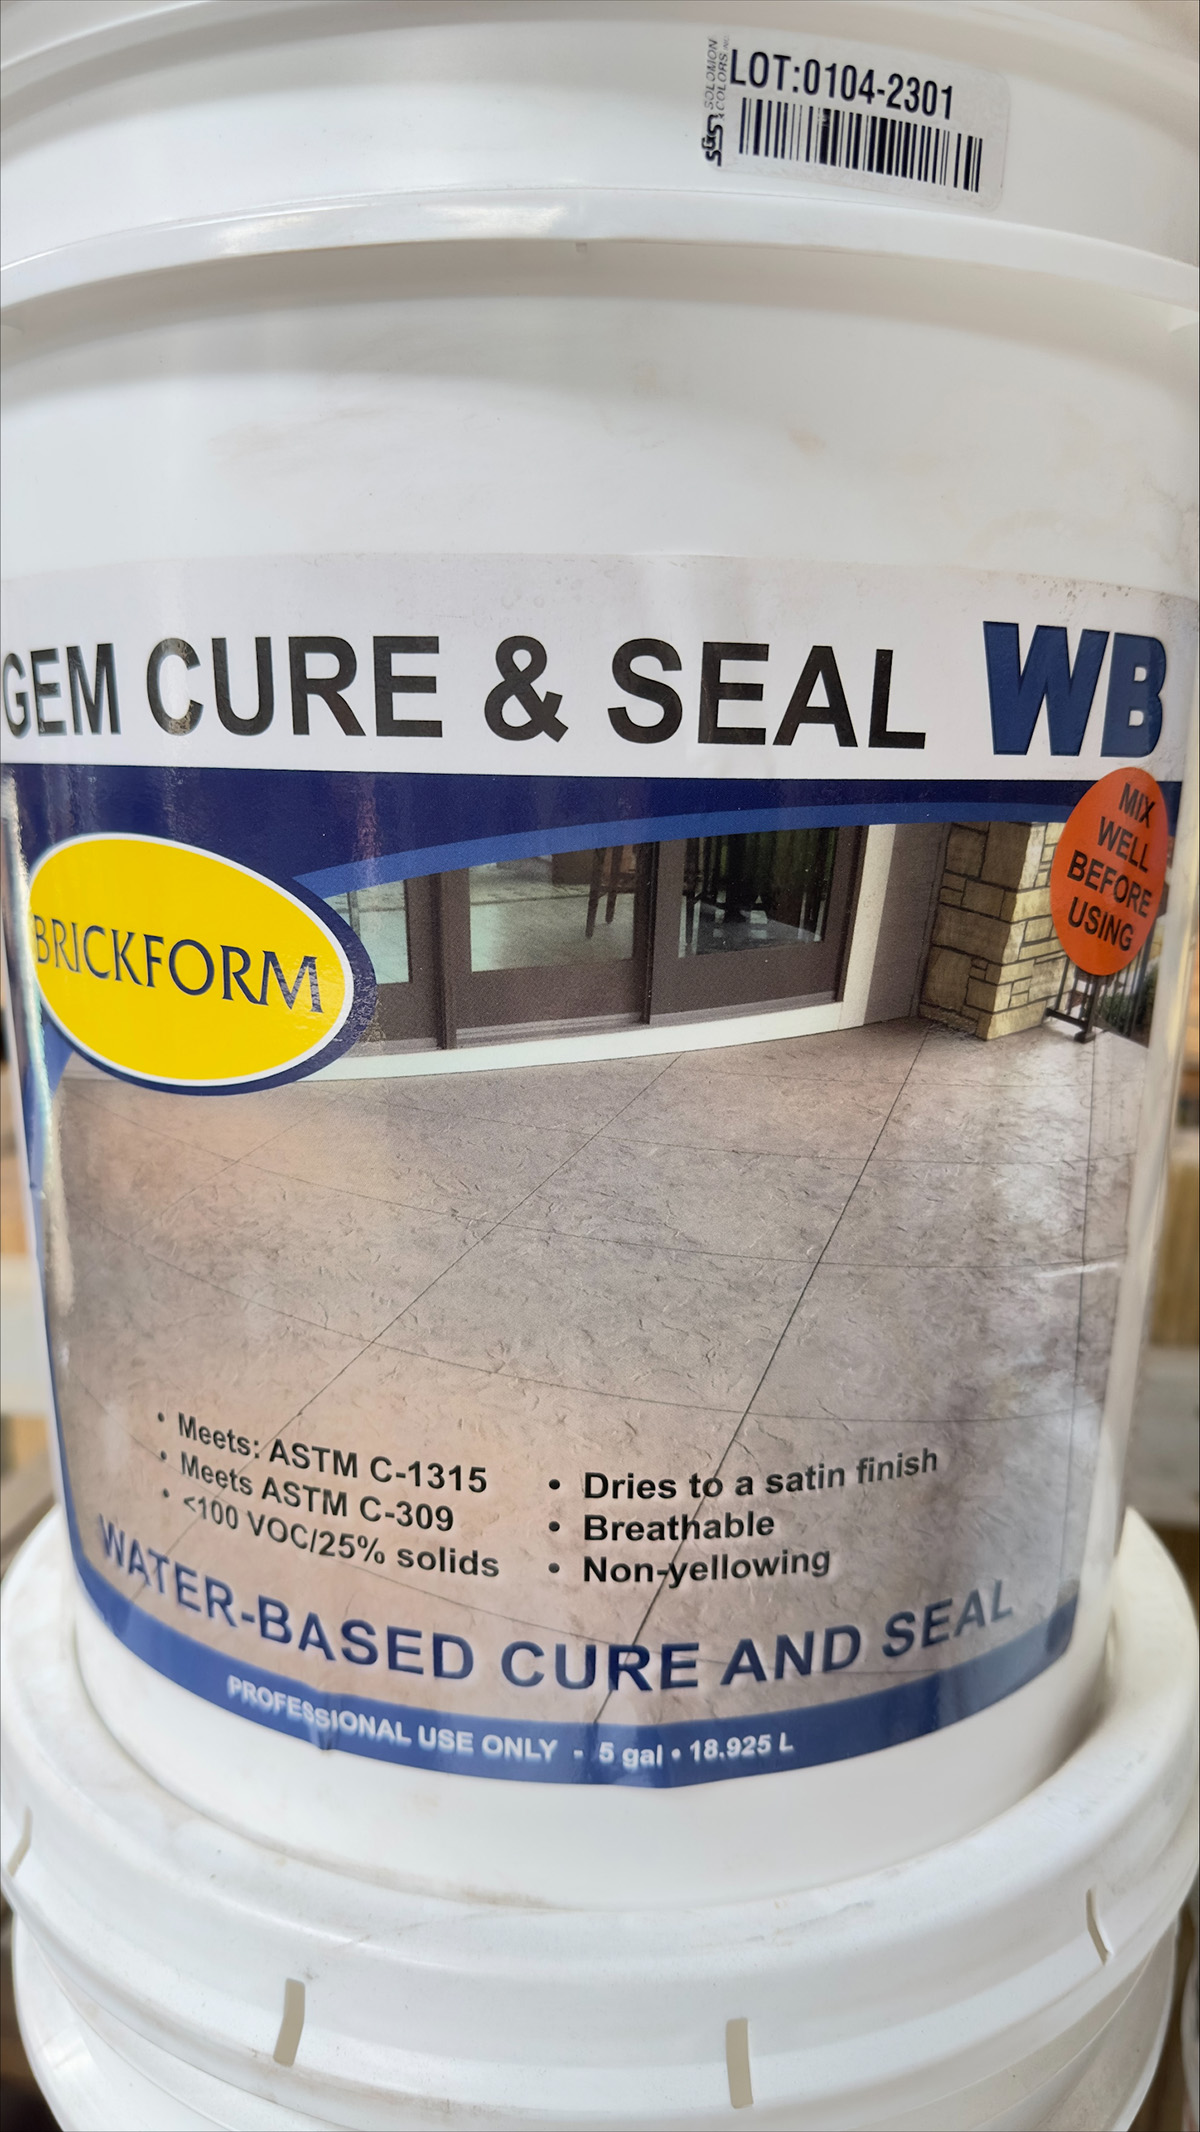 SOLOMON
COLORS INC
SGS
LOT:0104-2301
GEM CURE & SEAL WB
MIX
WELL
BEFORE
USING
BRICKFORM
• Meets: ASTM C-1315
• Meets ASTM C-309
• <100 VOC/25% solids
• Dries to a satin finish
• Breathable
• Non-yellowing
WATER-BASED CURE AND SEAL
PROFESSIONAL USE ONLY - 5 gal • 18.925 L